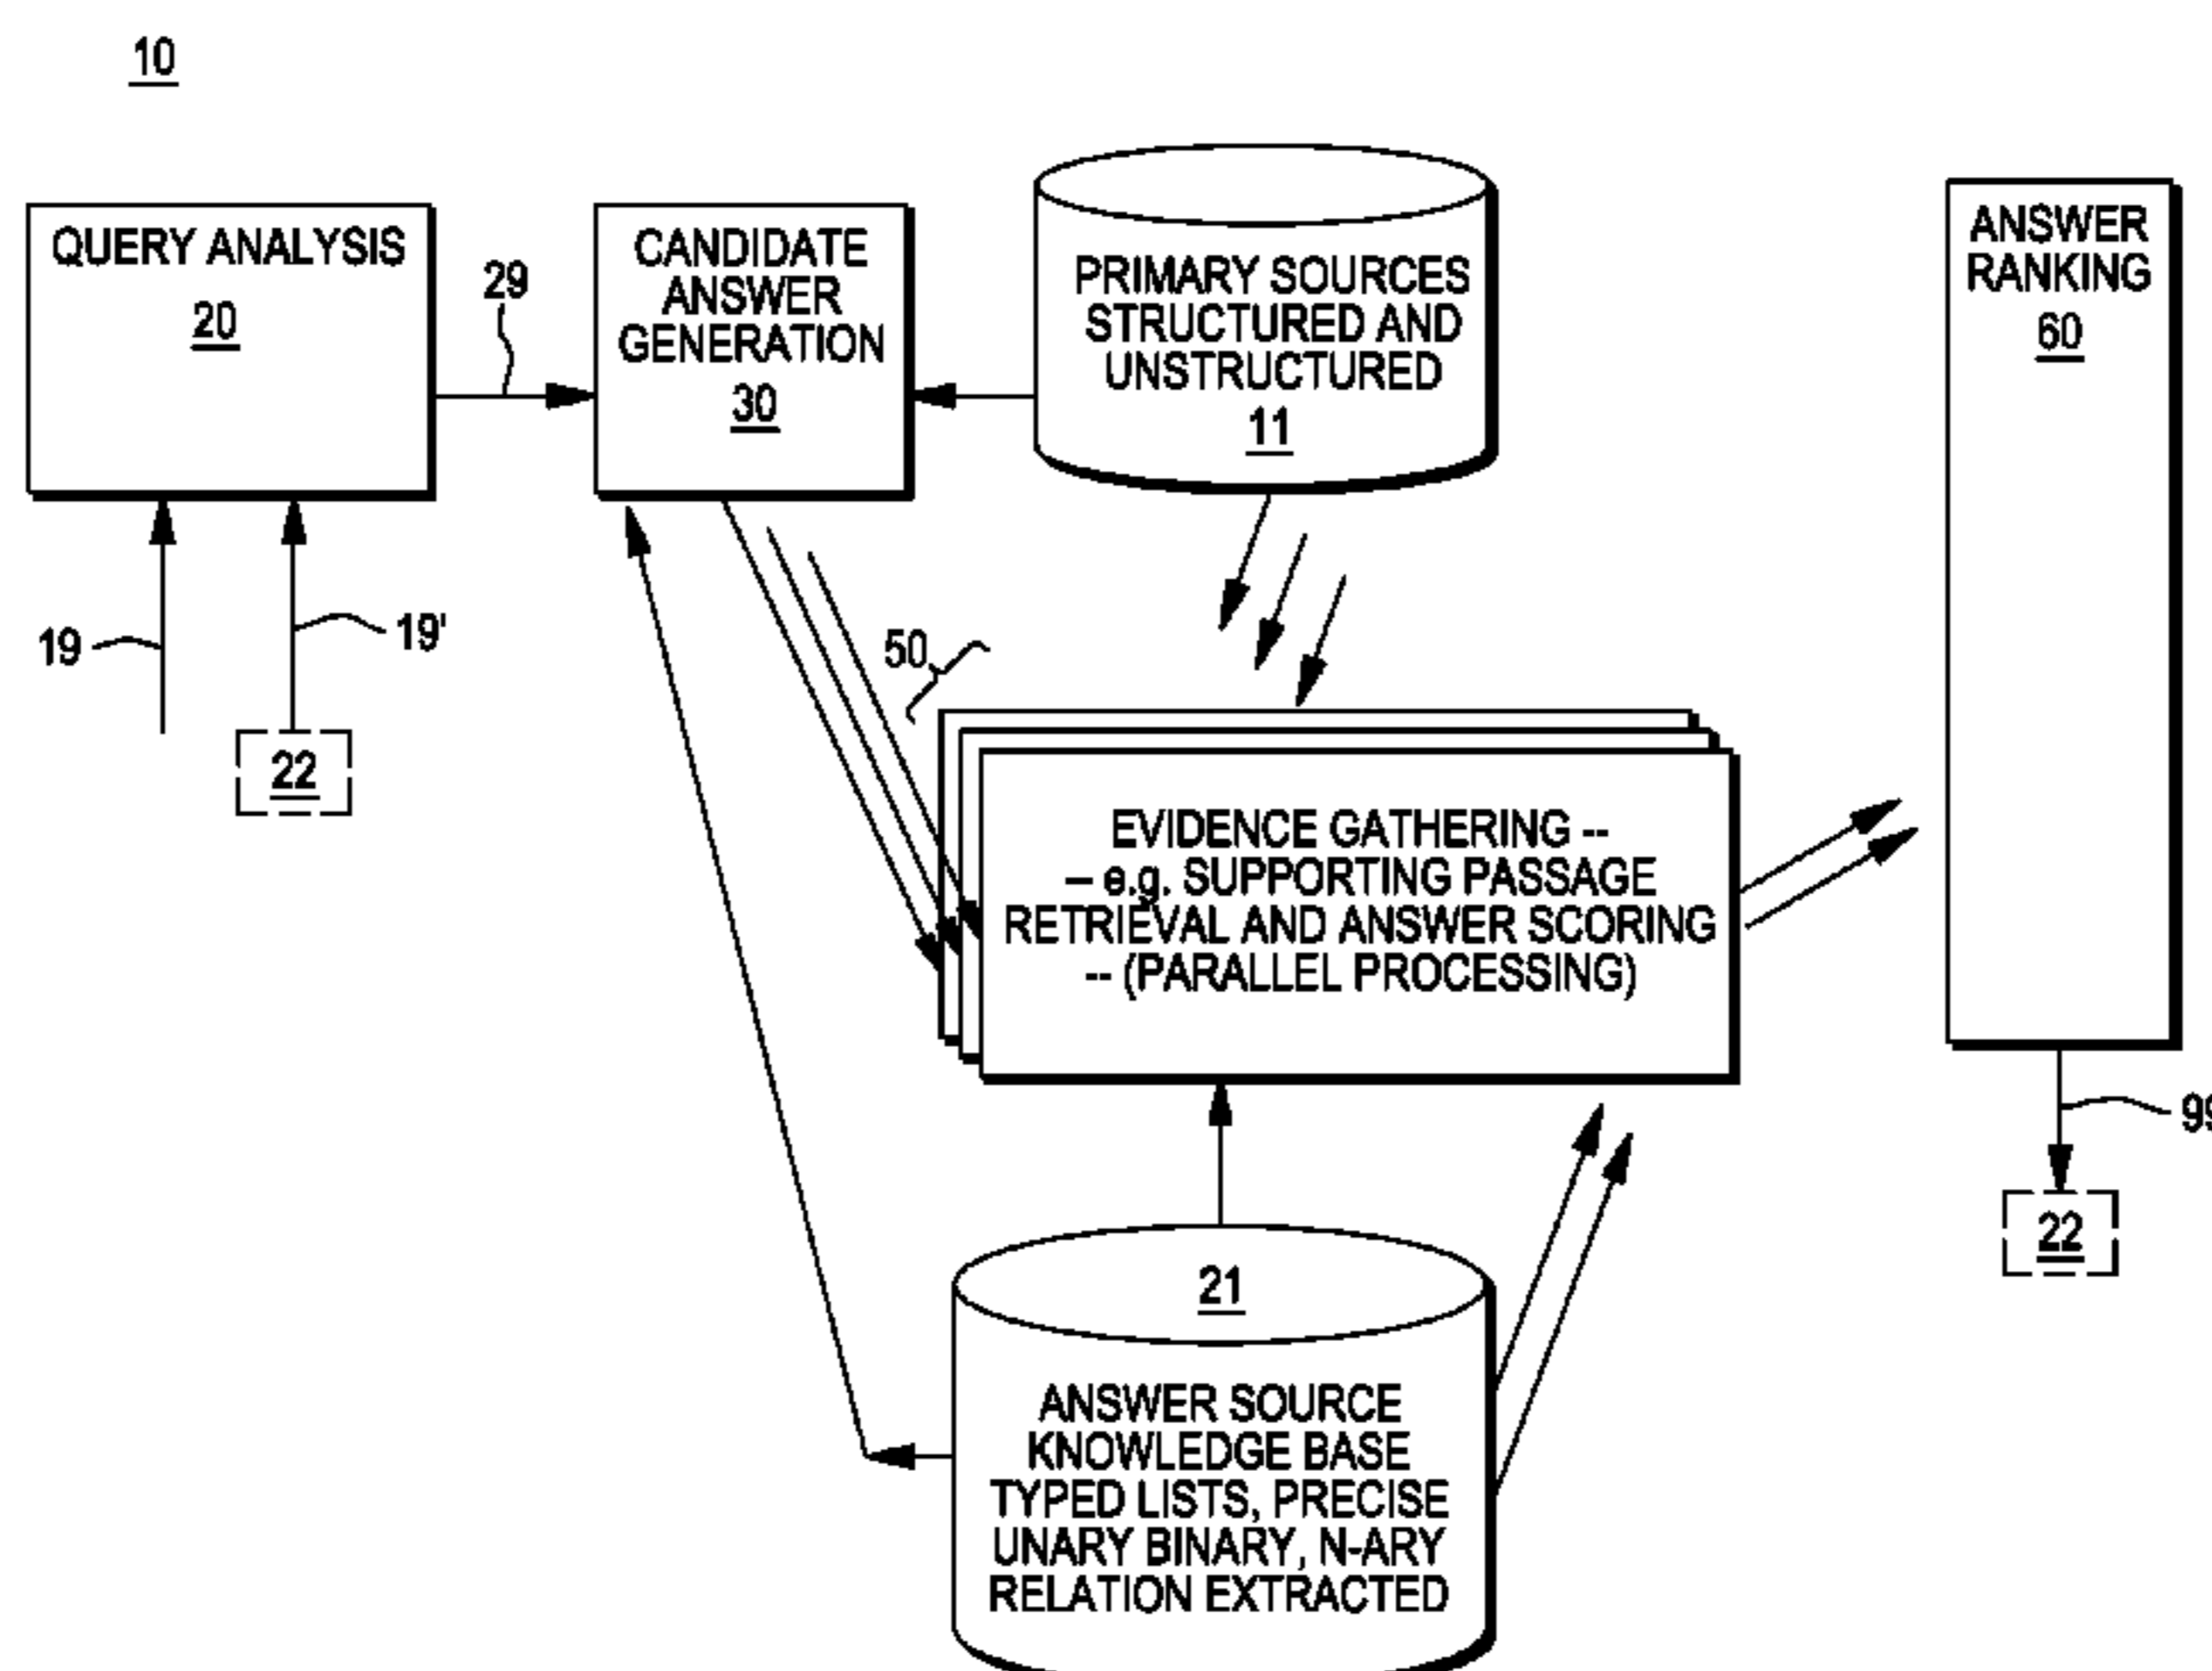 10
QUERY ANALYSIS
20
29
CANDIDATE
ANSWER
GENERATION
30
PRIMARY SOURCES
STRUCTURED AND
UNSTRUCTURED
11
ANSWER
RANKING
60
19
19'
22
50
EVIDENCE GATHERING --
-- e.g. SUPPORTING PASSAGE
RETRIEVAL AND ANSWER SCORING
-- (PARALLEL PROCESSING)
99
22
21
ANSWER SOURCE
KNOWLEDGE BASE
TYPED LISTS, PRECISE
UNARY BINARY, N-ARY
RELATION EXTRACTED